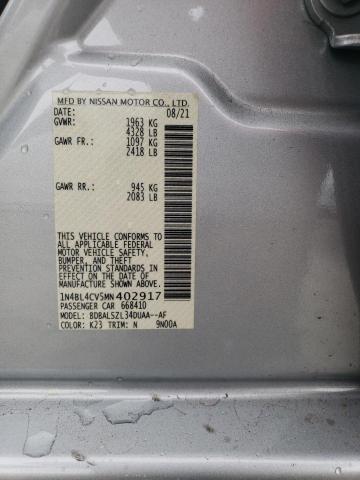 MFD BY NISSAN MOTOR CO., LTD.
DATE: 08/21
GVWR: 1963 KG
4328 LB
GAWR FR.: 1097 KG
2418 LB
GAWR RR.: 945 KG
2083 LB
THIS VEHICLE CONFORMS TO
ALL APPLICABLE FEDERAL
MOTOR VEHICLE SAFETY,
BUMPER, AND THEFT
PREVENTION STANDARDS IN
EFFECT ON THE DATE OF
MANUFACTURE SHOWN ABOVE.
1N4BL4CV5MN402917
PASSENGER CAR 668410
MODEL: BDBALSZL34DUAA--AF
COLOR: K23 TRIM: N 9N00A